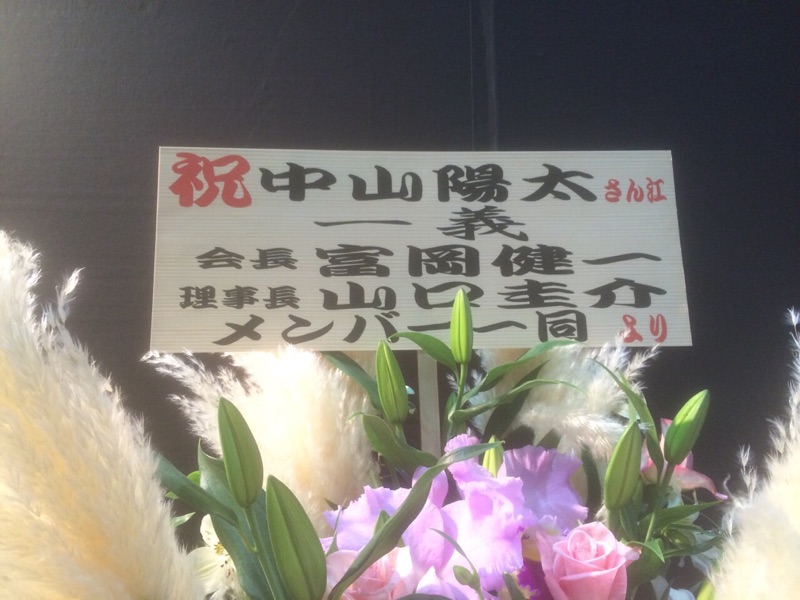 祝中山陽太さん江
一義
会長 富岡健一
理事長 山口圭介
メンバー一同より